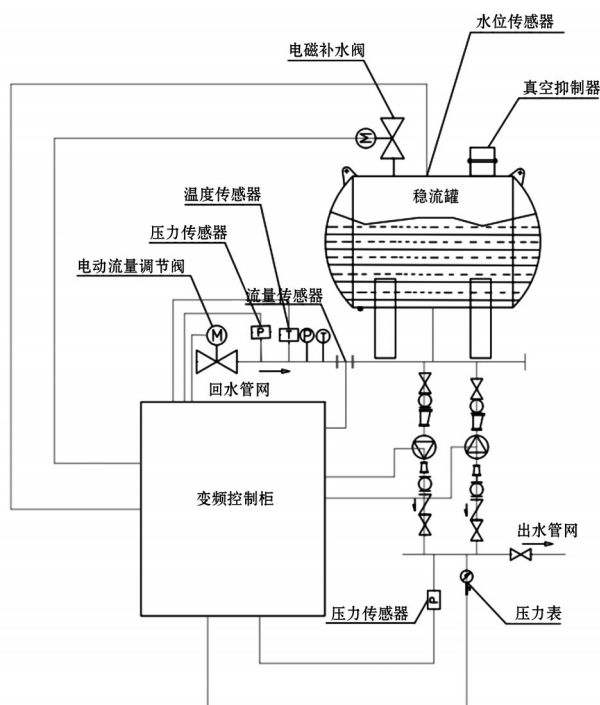 水位传感器
电磁补水阀
真空抑制器
M
稳流罐
温度传感器
压力传感器
电动流量调节阀
流量传感器
M
P
T
P
T
回水管网
变频控制柜
出水管网
P
压力传感器
压力表